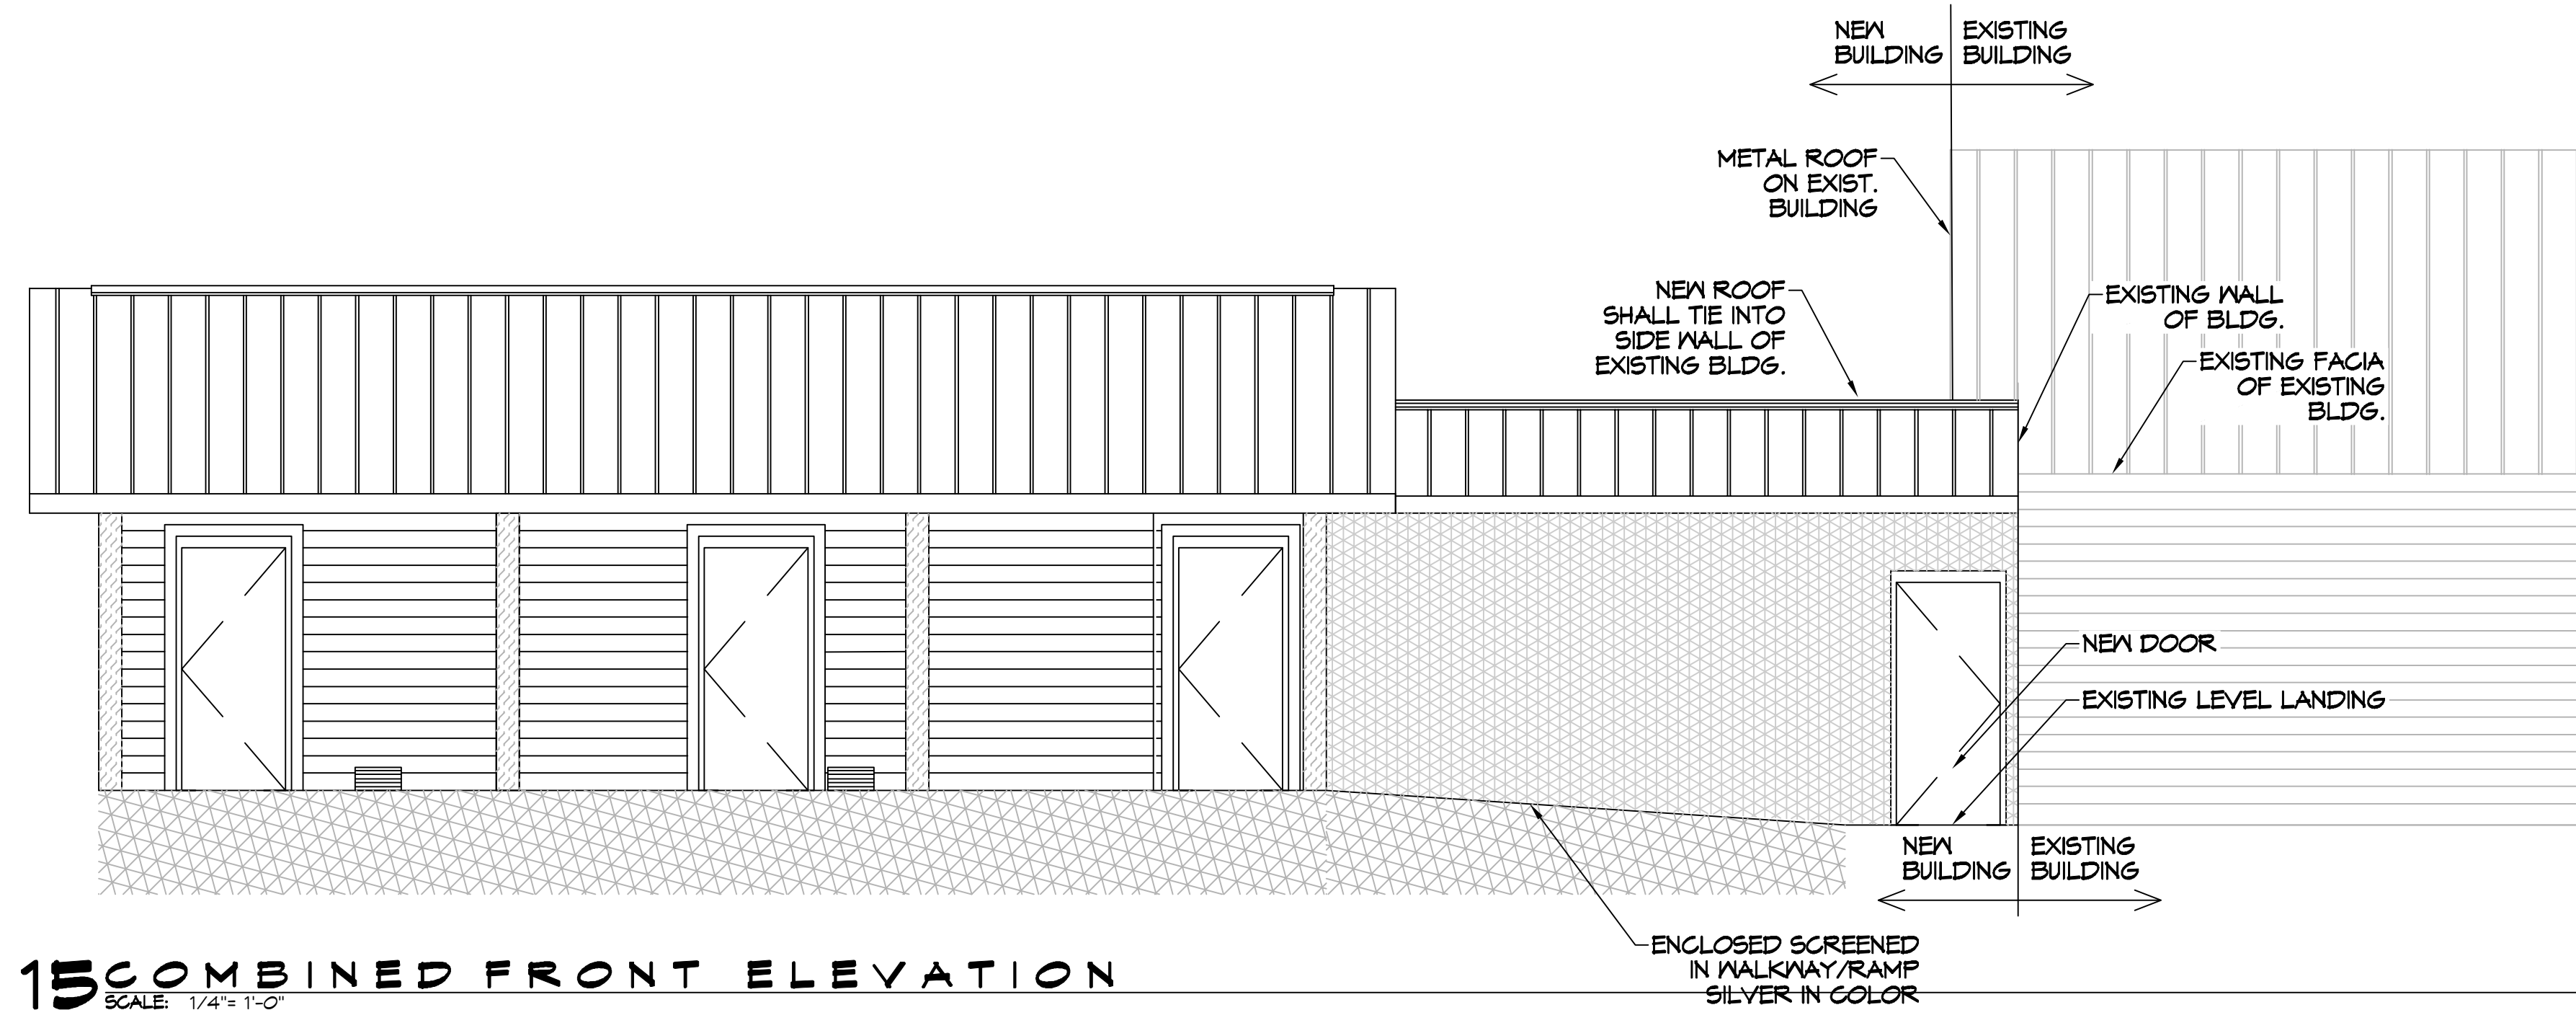 NEW
BUILDING
EXISTING
BUILDING
METAL ROOF
ON EXIST.
BUILDING
NEW ROOF
SHALL TIE INTO
SIDE WALL OF
EXISTING BLDG.
EXISTING WALL
OF BLDG.
EXISTING FACIA
OF EXISTING
BLDG.
NEW DOOR
EXISTING LEVEL LANDING
NEW
BUILDING
EXISTING
BUILDING
ENCLOSED SCREENED
IN WALKWAY/RAMP
SILVER IN COLOR
15 COMBINED FRONT ELEVATION
SCALE: 1/4"= 1'-0"